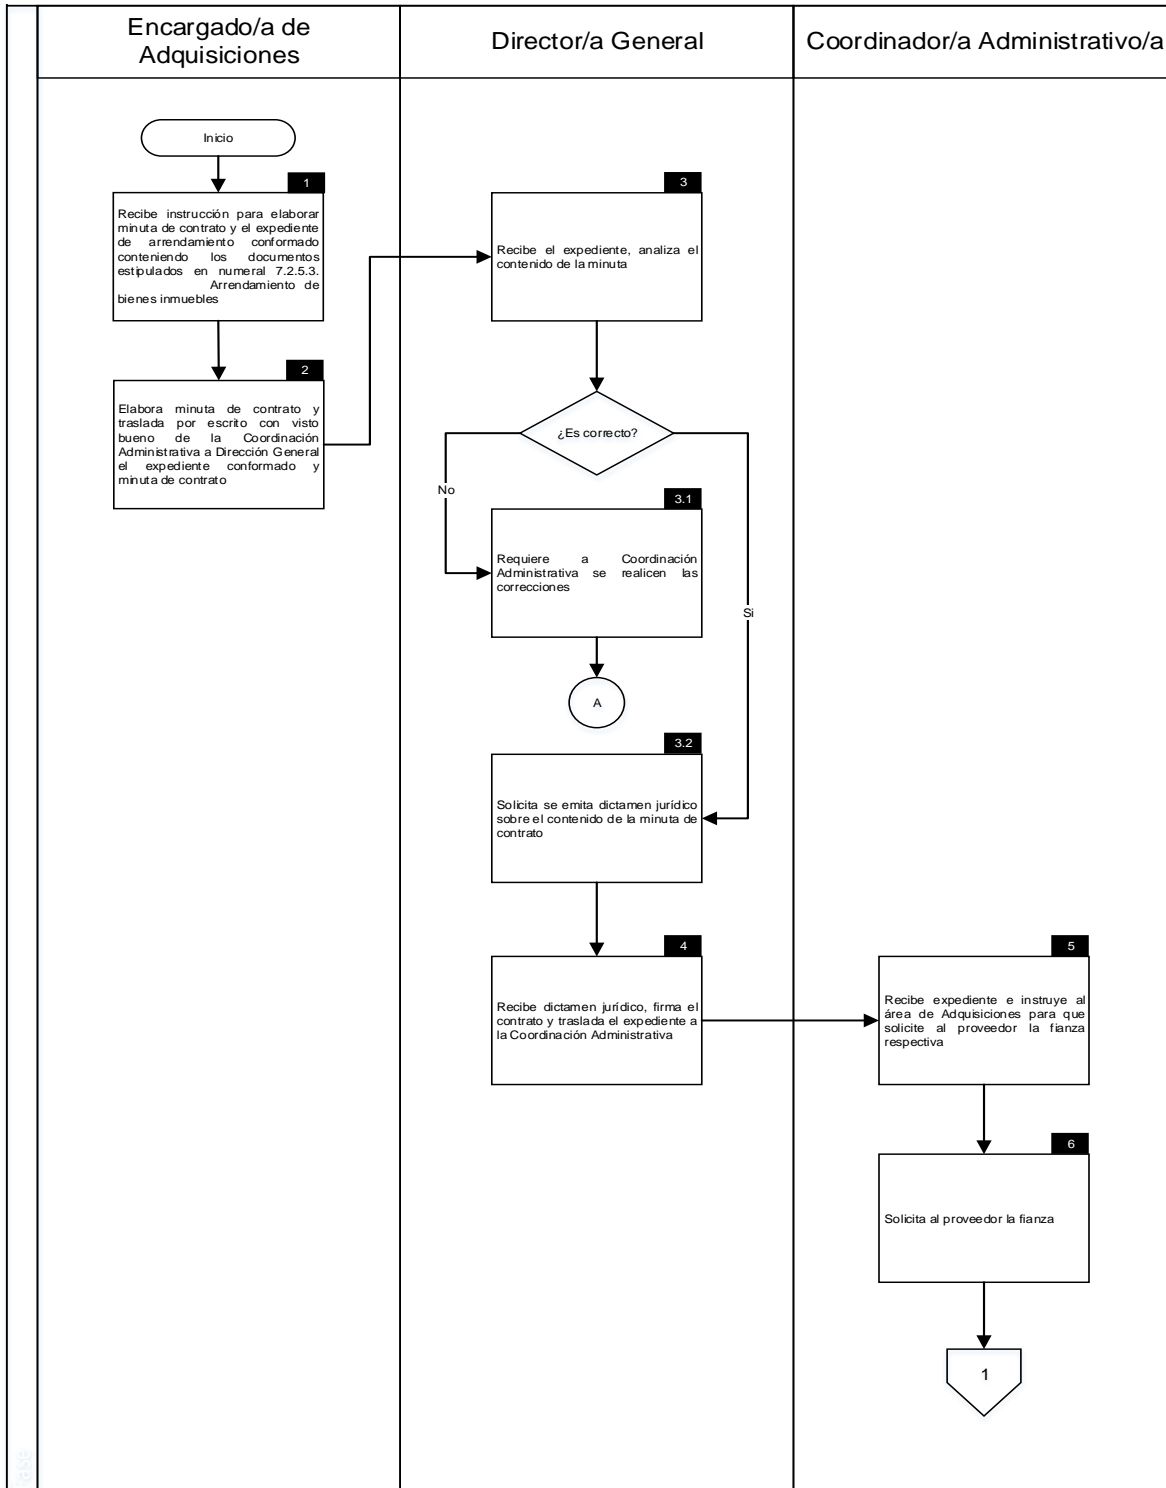 Encargado/a de
Adquisiciones
Director/a General
Coordinador/a Administrativo/a
Inicio
1
Recibe instrucción para elaborar
minuta de contrato y el expediente
de arrendamiento conformado
conteniendo los documentos
estipulados en numeral 7.2.5.3.
Arrendamiento de
bienes inmuebles
2
Elabora minuta de contrato y
traslada por escrito con visto
bueno de la Coordinación
Administrativa a Dirección General
el expediente conformado y
minuta de contrato
3
Recibe el expediente, analiza el
contenido de la minuta
¿Es correcto?
No
Si
3.1
Requiere a Coordinación
Administrativa se realicen las
correcciones
A
3.2
Solicita se emita dictamen jurídico
sobre el contenido de la minuta de
contrato
4
Recibe dictamen jurídico, firma el
contrato y traslada el expediente a
la Coordinación Administrativa
5
Recibe expediente e instruye al
área de Adquisiciones para que
solicite al proveedor la fianza
respectiva
6
Solicita al proveedor la fianza
1